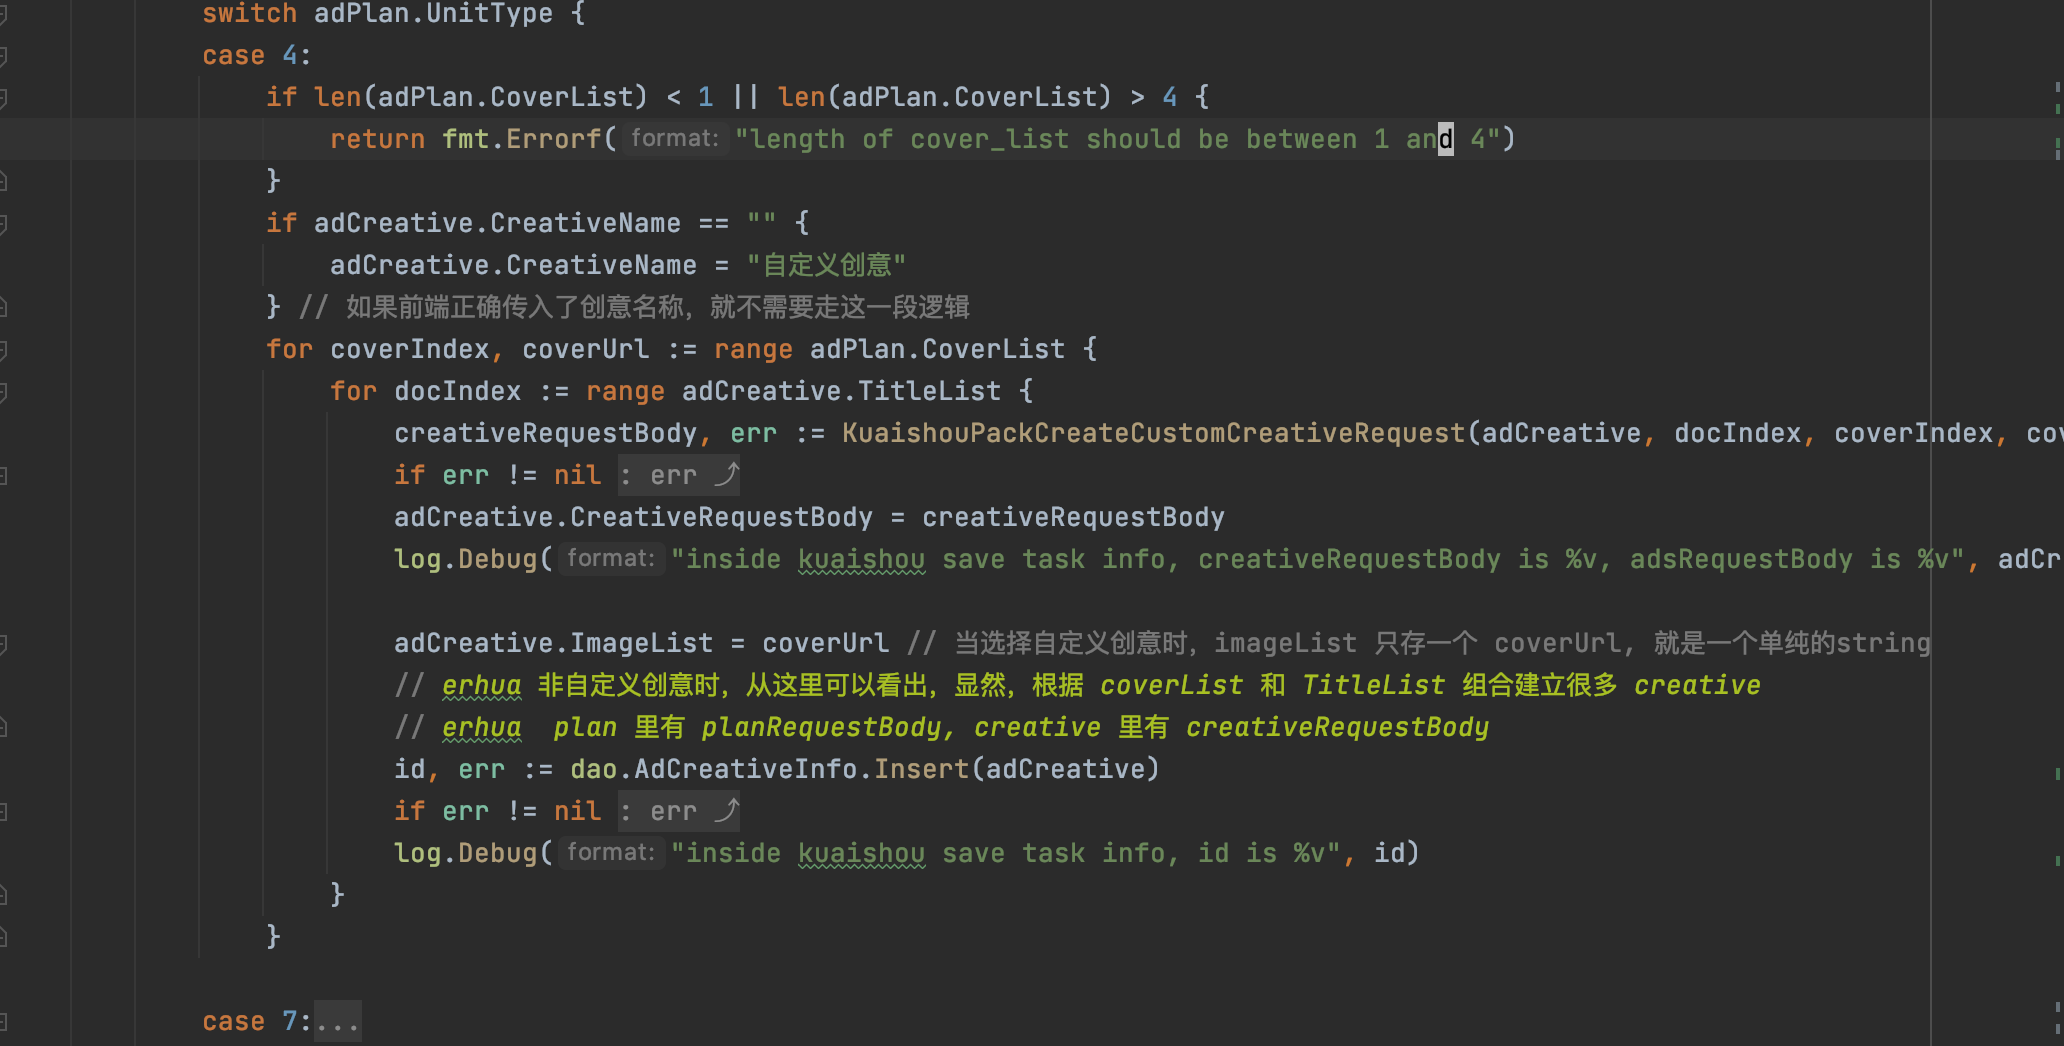 switch adPlan.UnitType {
case 4:
if len(adPlan.CoverList) < 1 || len(adPlan.CoverList) > 4 {
return fmt.Errorf( format: "length of cover_list should be between 1 and 4")
}
if adCreative.CreativeName == "" {
adCreative.CreativeName = "自定义创意"
} // 如果前端正确传入了创意名称，就不需要走这一段逻辑
for coverIndex, coverUrl := range adPlan.CoverList {
for docIndex := range adCreative.TitleList {
creativeRequestBody, err := KuaishouPackCreateCustomCreativeRequest(adCreative, docIndex, coverIndex, cov
if err != nil : err ⤴
adCreative.CreativeRequestBody = creativeRequestBody
log.Debug( format: "inside kuaishou save task info, creativeRequestBody is %v, adsRequestBody is %v", adCr
adCreative.ImageList = coverUrl // 当选择自定义创意时，imageList 只存一个 coverUrl, 就是一个单纯的string
// erhua 非自定义创意时，从这里可以看出，显然，根据 coverList 和 TitleList 组合建立很多 creative
// erhua  plan 里有 planRequestBody, creative 里有 creativeRequestBody
id, err := dao.AdCreativeInfo.Insert(adCreative)
if err != nil : err ⤴
log.Debug( format: "inside kuaishou save task info, id is %v", id)
}
}
case 7:...